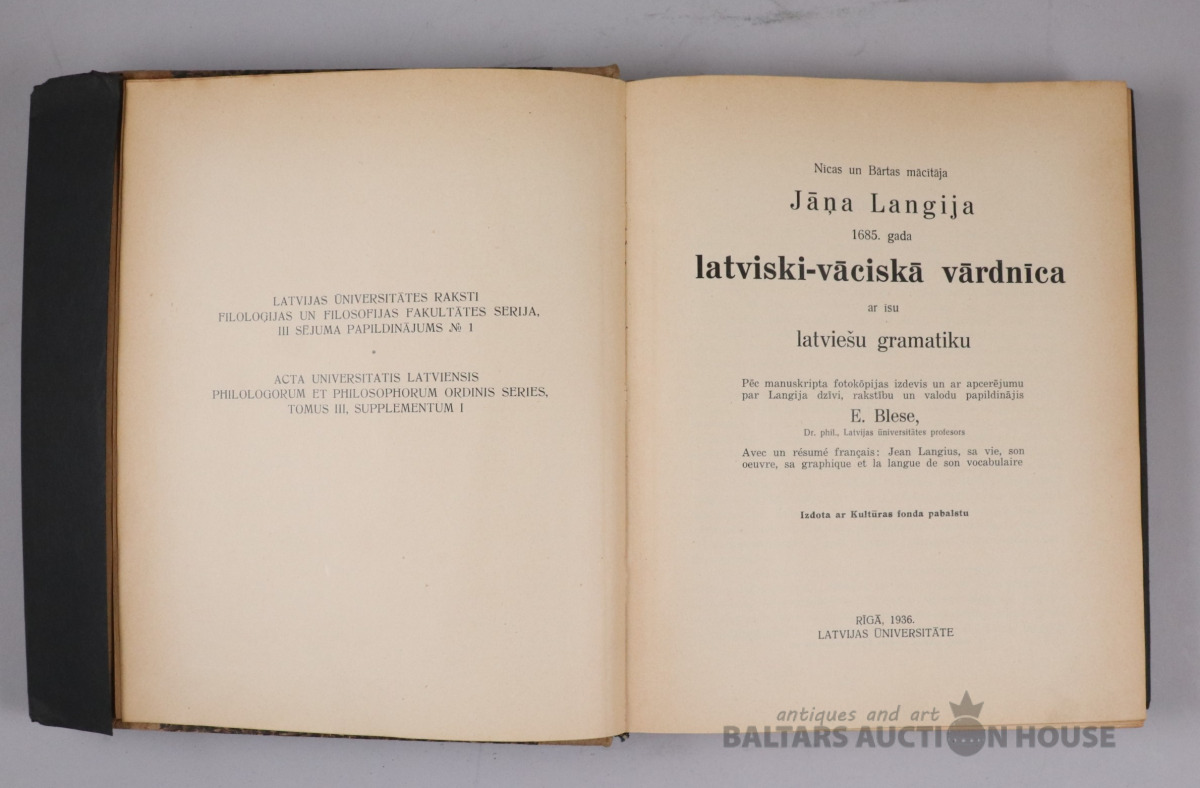 LATVIJAS ŪNIVERSITĀTES RAKSTI
FILOLOĢIJAS UN FILOSOFIJAS FAKULTĀTES SERIJA,
III SĒJUMA PAPILDINĀJUMS № 1
ACTA UNIVERSITATIS LATVIENSIS
PHILOLOGORUM ET PHILOSOPHORUM ORDINIS SERIES,
TOMUS III, SUPPLEMENTUM I
Nīcas un Bārtas mācītāja
Jāņa Langija
1685. gada
latviski-vāciskā vārdnīca
ar īsu
latviešu gramatiku
Pēc manuskripta fotokōpijas izdevis un ar apcerējumu
par Langija dzīvi, rakstību un valodu papildinājis
E. Blese,
Dr. phil., Latvijas ūniversitātes profesors
Avec un résumé français: Jean Langius, sa vie, son
oeuvre, sa graphique et la langue de son vocabulaire
Izdota ar Kultūras fonda pabalstu
RĪGĀ, 1936.
LATVIJAS ŪNIVERSITĀTE
antiques and art
BALTARS AUCTION HOUSE